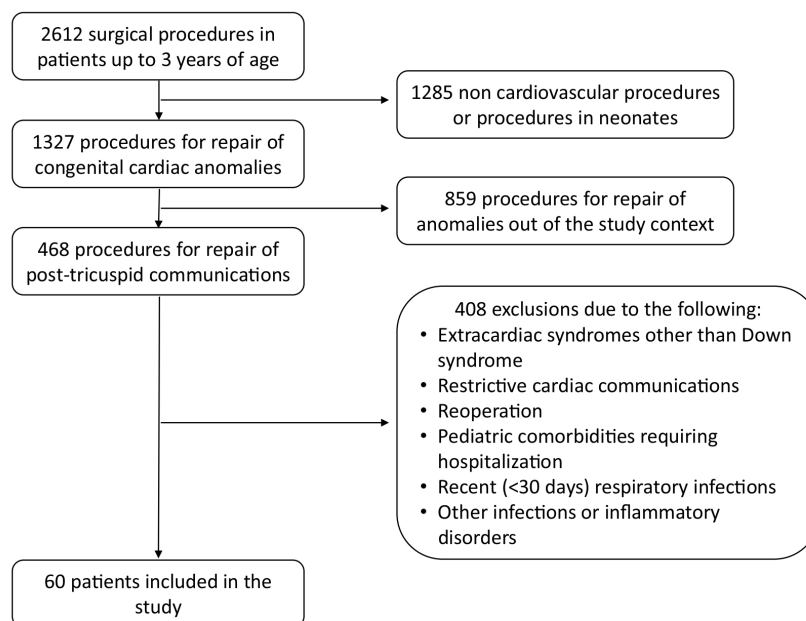 2612 surgical procedures in
patients up to 3 years of age
1285 non cardiovascular procedures
or procedures in neonates
1327 procedures for repair of
congenital cardiac anomalies
859 procedures for repair of
anomalies out of the study context
468 procedures for repair of
post-tricuspid communications
408 exclusions due to the following:
• Extracardiac syndromes other than Down
syndrome
• Restrictive cardiac communications
• Reoperation
• Pediatric comorbidities requiring
hospitalization
• Recent (<30 days) respiratory infections
• Other infections or inflammatory
disorders
60 patients included in the
study